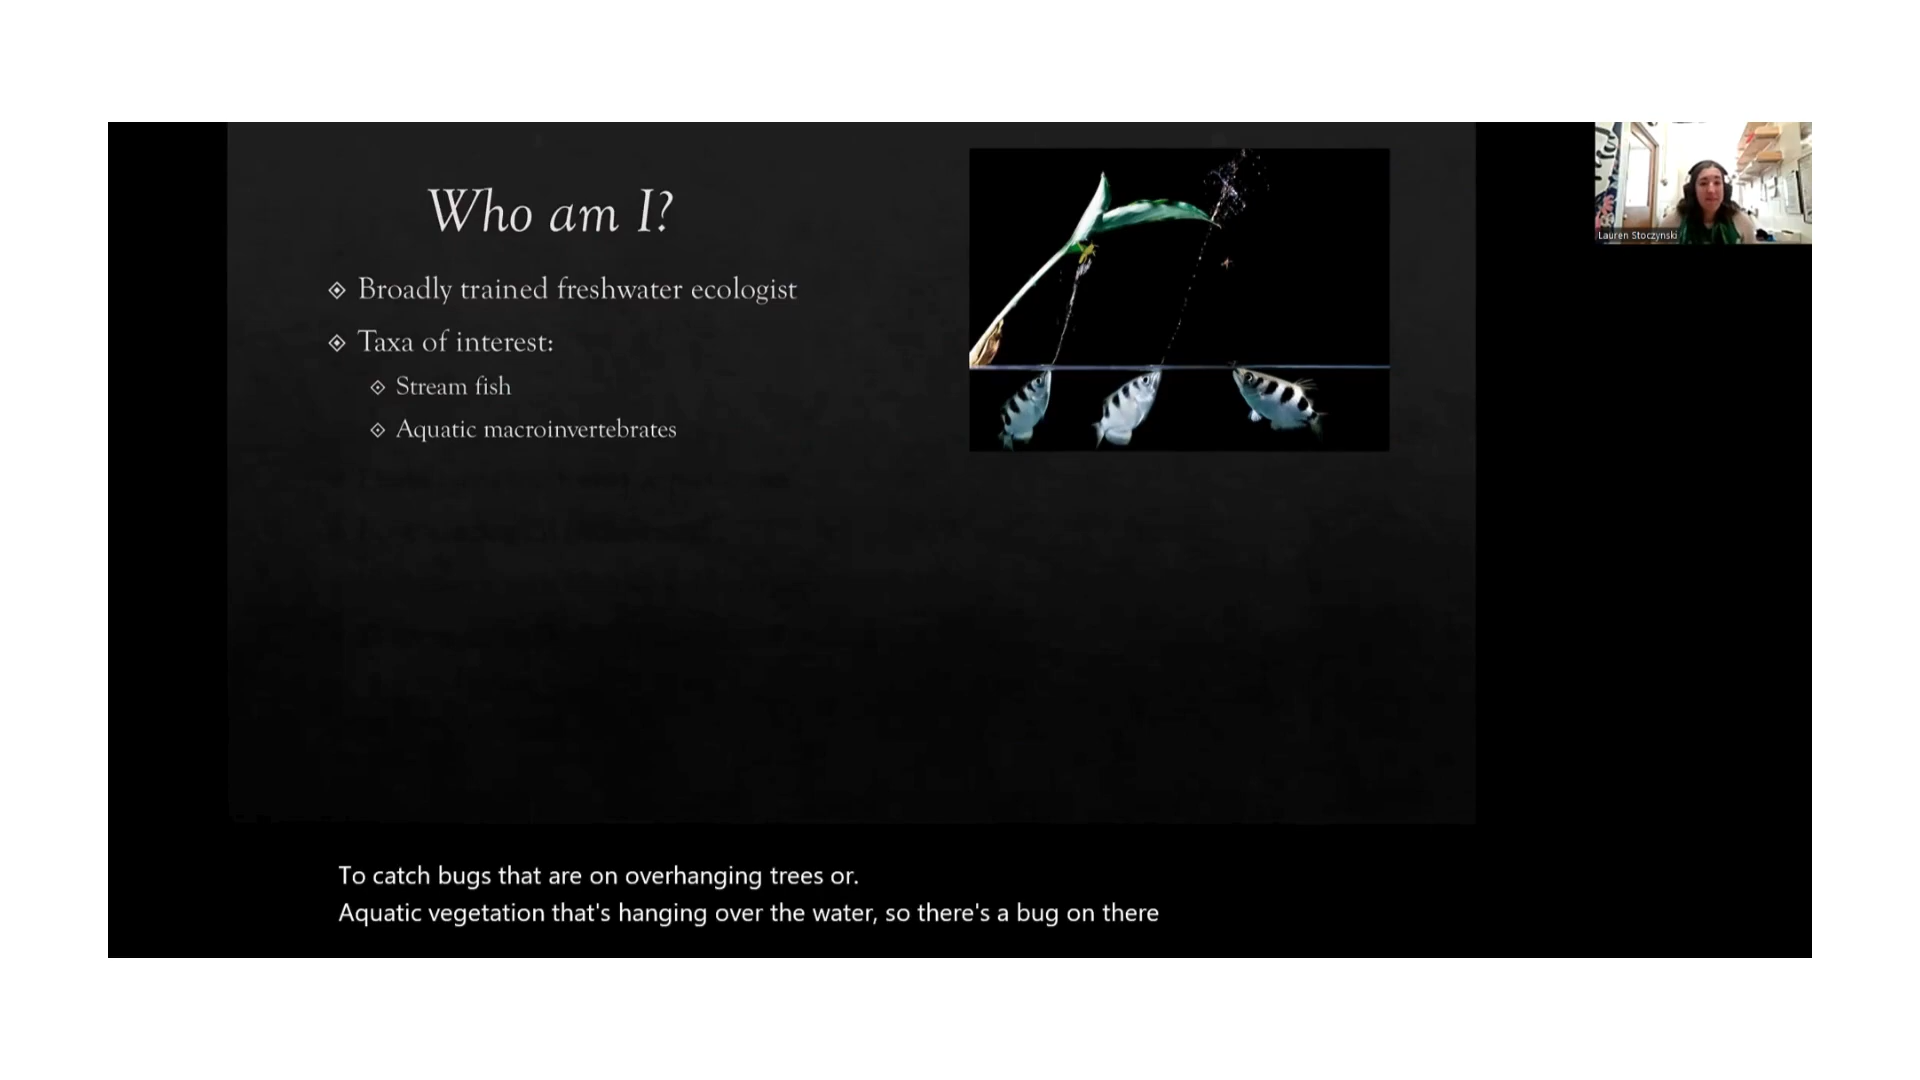 Who am I?
Broadly trained freshwater ecologist
Taxa of interest:
Stream fish
Aquatic macroinvertebrates
Lauren Stoczynski
To catch bugs that are on overhanging trees or.
Aquatic vegetation that's hanging over the water, so there's a bug on there